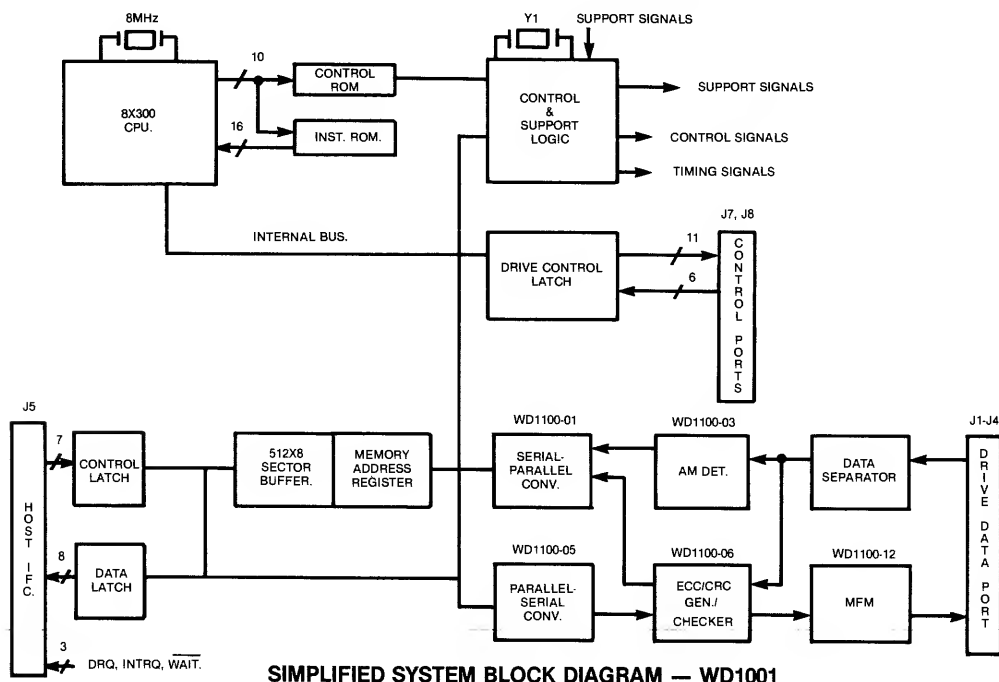 8MHz
Y1
SUPPORT SIGNALS
10
CONTROL
ROM
8X300
CPU.
16
INST. ROM.
CONTROL
&
SUPPORT
LOGIC
SUPPORT SIGNALS
CONTROL SIGNALS
TIMING SIGNALS
J7, J8
INTERNAL BUS.
DRIVE CONTROL
LATCH
11
6
CONTROL PORTS
J5
7
CONTROL
LATCH
512X8
SECTOR
BUFFER.
MEMORY
ADDRESS
REGISTER
WD1100-01
SERIAL-
PARALLEL
CONV.
WD1100-03
AM DET.
DATA
SEPARATOR
J1-J4
DRIVE DATA PORT
HOST IFC.
8
DATA
LATCH
WD1100-05
PARALLEL-
SERIAL
CONV.
WD1100-06
ECC/CRC
GEN./
CHECKER
WD1100-12
MFM
3
DRQ, INTRQ, WAIT.
SIMPLIFIED SYSTEM BLOCK DIAGRAM — WD1001